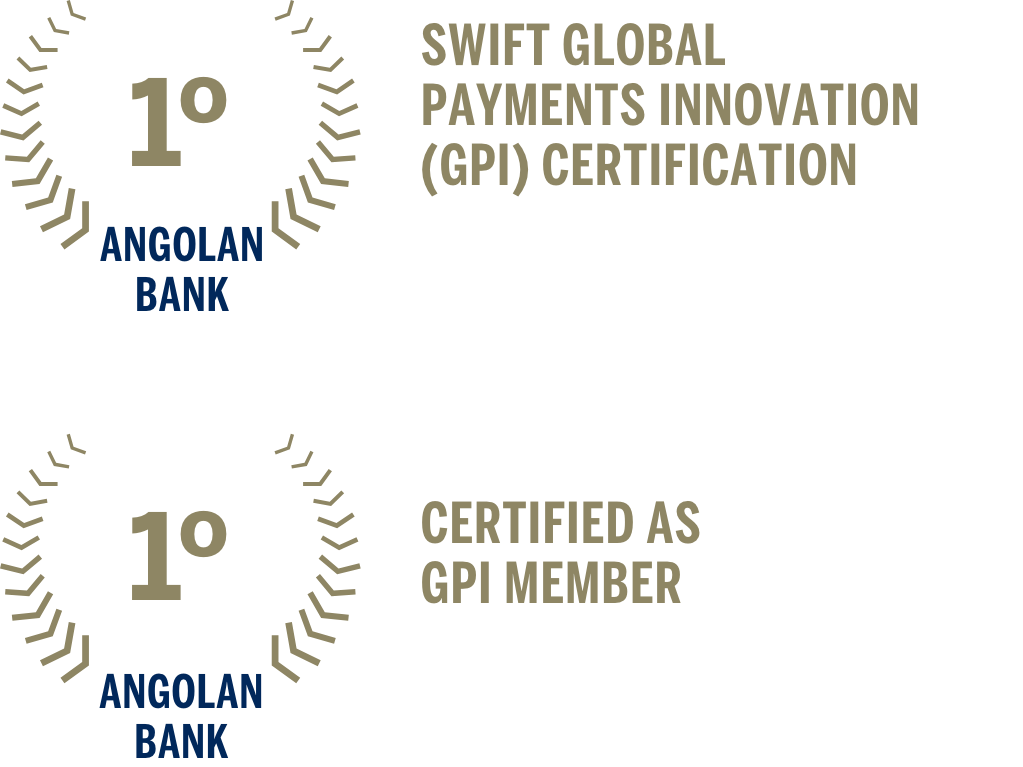 1º
ANGOLAN
BANK
SWIFT GLOBAL
PAYMENTS INNOVATION
(GPI) CERTIFICATION
1º
ANGOLAN
BANK
CERTIFIED AS
GPI MEMBER